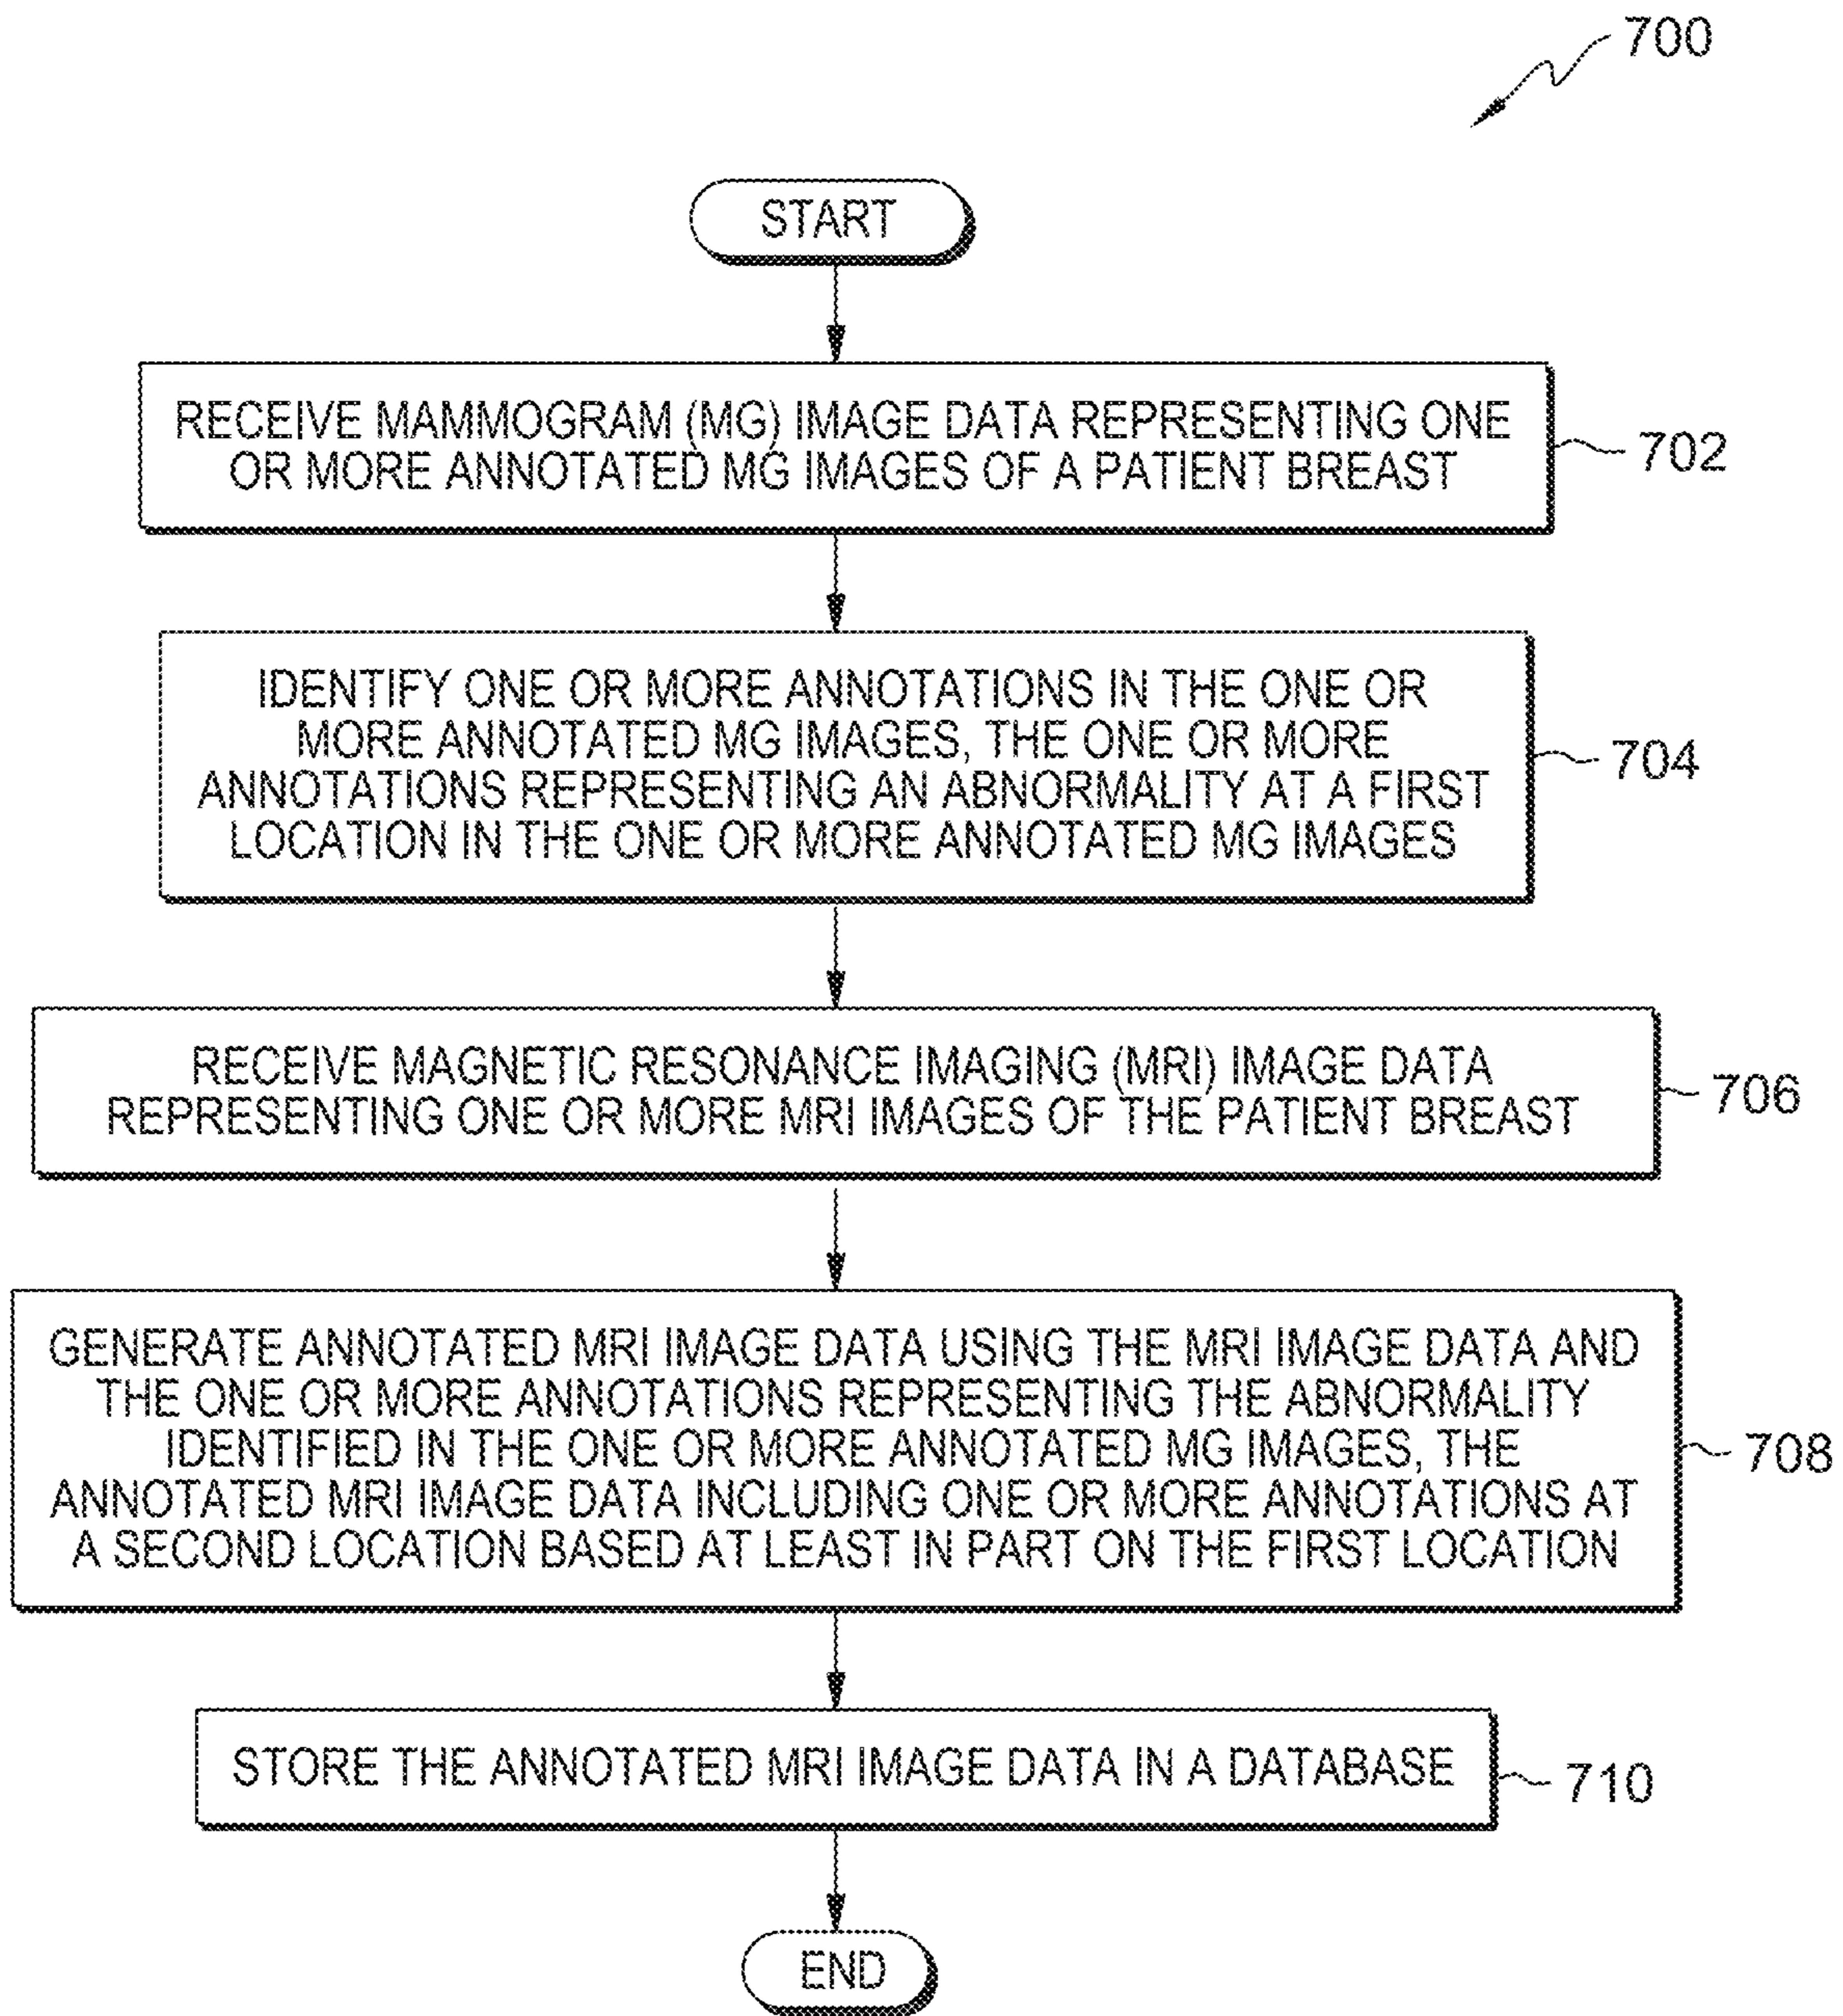 700
START
RECEIVE MAMMOGRAM (MG) IMAGE DATA REPRESENTING ONE
OR MORE ANNOTATED MG IMAGES OF A PATIENT BREAST
702
IDENTIFY ONE OR MORE ANNOTATIONS IN THE ONE OR
MORE ANNOTATED MG IMAGES, THE ONE OR MORE
ANNOTATIONS REPRESENTING AN ABNORMALITY AT A FIRST
LOCATION IN THE ONE OR MORE ANNOTATED MG IMAGES
704
RECEIVE MAGNETIC RESONANCE IMAGING (MRI) IMAGE DATA
REPRESENTING ONE OR MORE MRI IMAGES OF THE PATIENT BREAST
706
GENERATE ANNOTATED MRI IMAGE DATA USING THE MRI IMAGE DATA AND
THE ONE OR MORE ANNOTATIONS REPRESENTING THE ABNORMALITY
IDENTIFIED IN THE ONE OR MORE ANNOTATED MG IMAGES, THE
ANNOTATED MRI IMAGE DATA INCLUDING ONE OR MORE ANNOTATIONS AT
A SECOND LOCATION BASED AT LEAST IN PART ON THE FIRST LOCATION
708
STORE THE ANNOTATED MRI IMAGE DATA IN A DATABASE
710
END